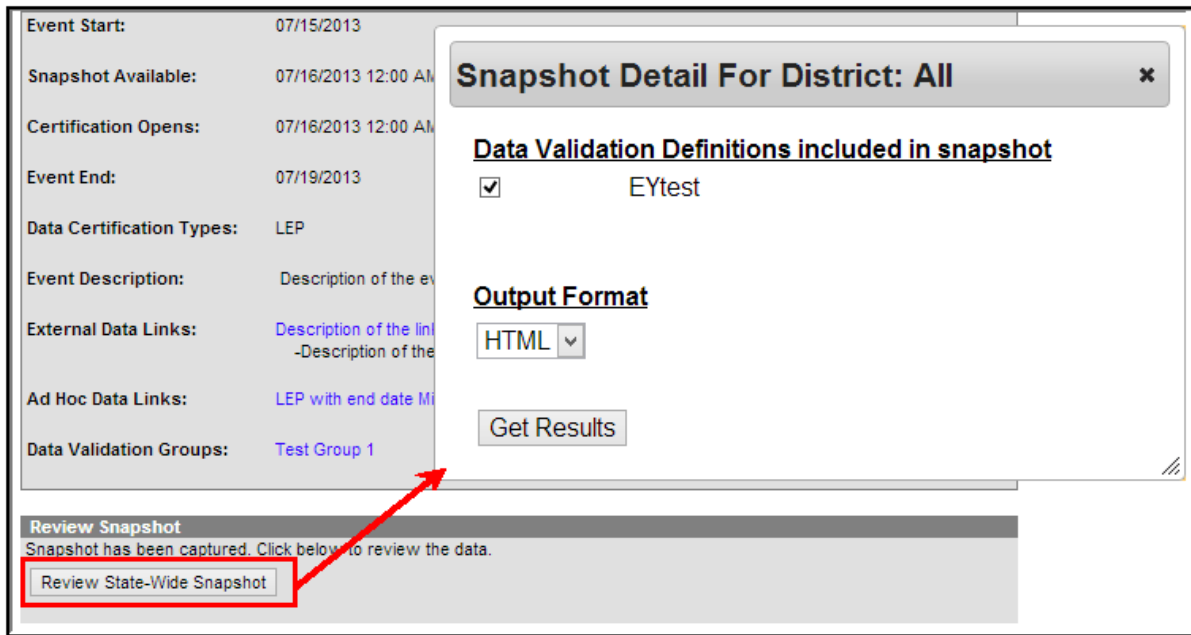 Event Start: 07/15/2013
Snapshot Available: 07/16/2013 12:00 AM
Certification Opens: 07/16/2013 12:00 AM
Event End: 07/19/2013
Data Certification Types: LEP
Event Description: Description of the
External Data Links: Description of the
-Description of the
Ad Hoc Data Links: LEP with end date
Data Validation Groups: Test Group 1
Review Snapshot
Snapshot has been captured. Click below to review the data.
Review State-Wide Snapshot
Snapshot Detail For District: All
Data Validation Definitions included in snapshot
EYtest
Output Format
HTML
Get Results